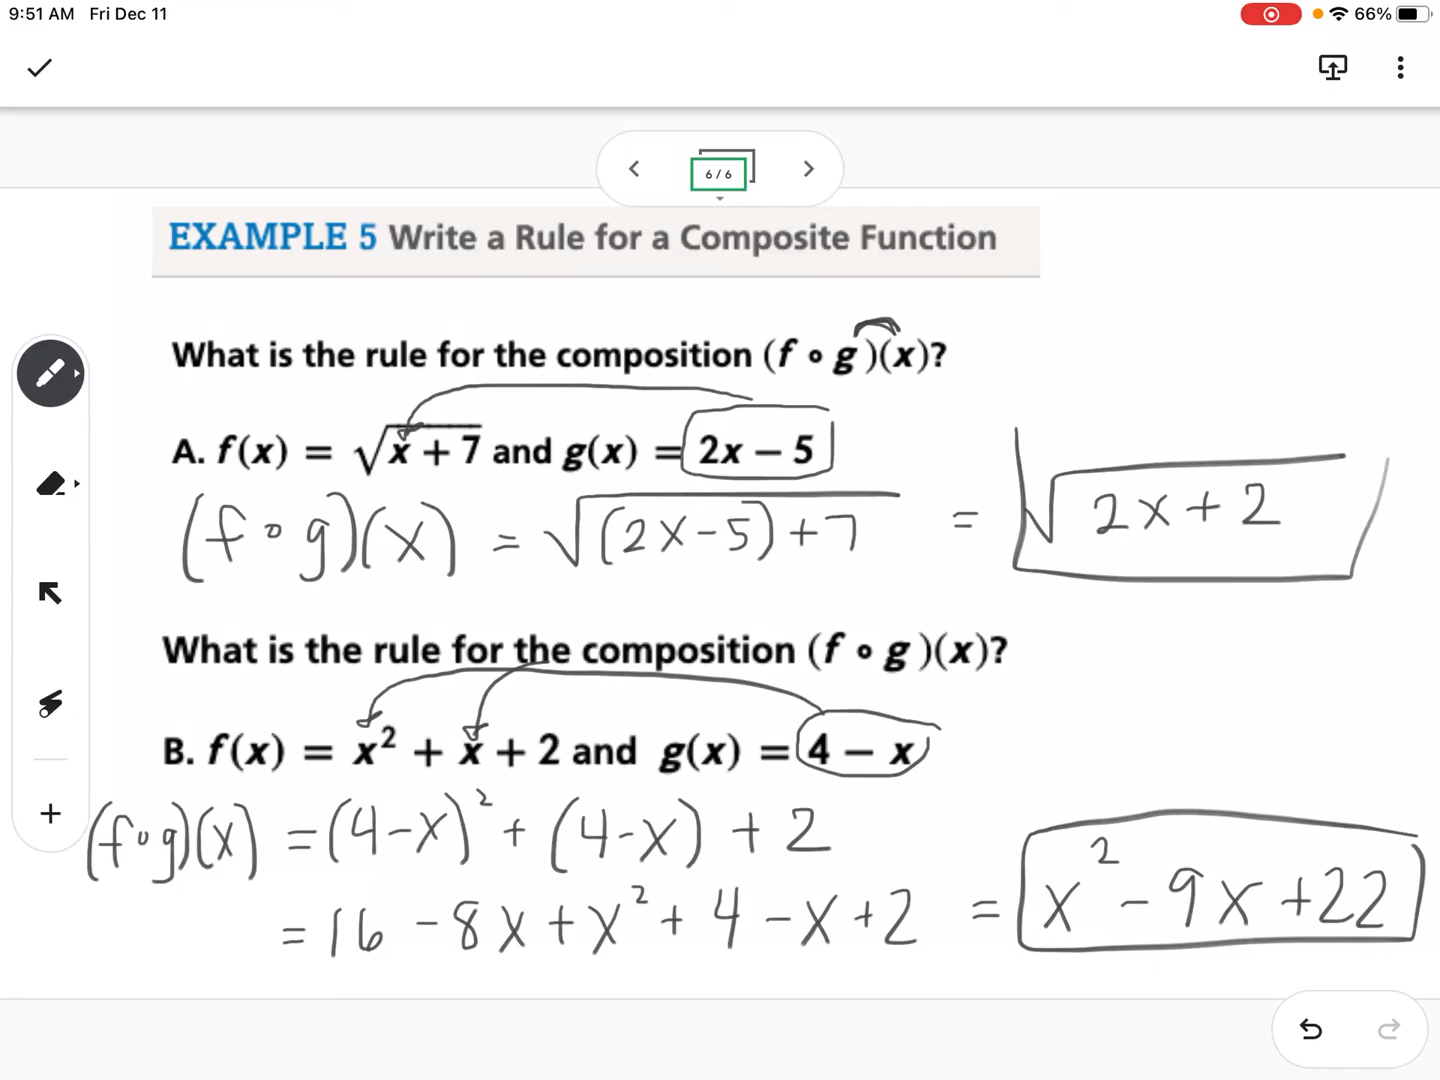 9:51 AM Fri Dec 11 66%
6 / 6
EXAMPLE 5 Write a Rule for a Composite Function
What is the rule for the composition (f ∘ g)(x)?
A. f(x) = √(x + 7) and g(x) = 2x – 5
(f ∘ g)(x) = √((2x-5)+7) = √(2x+2)
What is the rule for the composition (f ∘ g)(x)?
B. f(x) = x² + x + 2 and g(x) = 4 – x
(f∘g)(x) = (4-x)² + (4-x) + 2
= 16 - 8x + x² + 4 - x + 2 = x² - 9x + 22